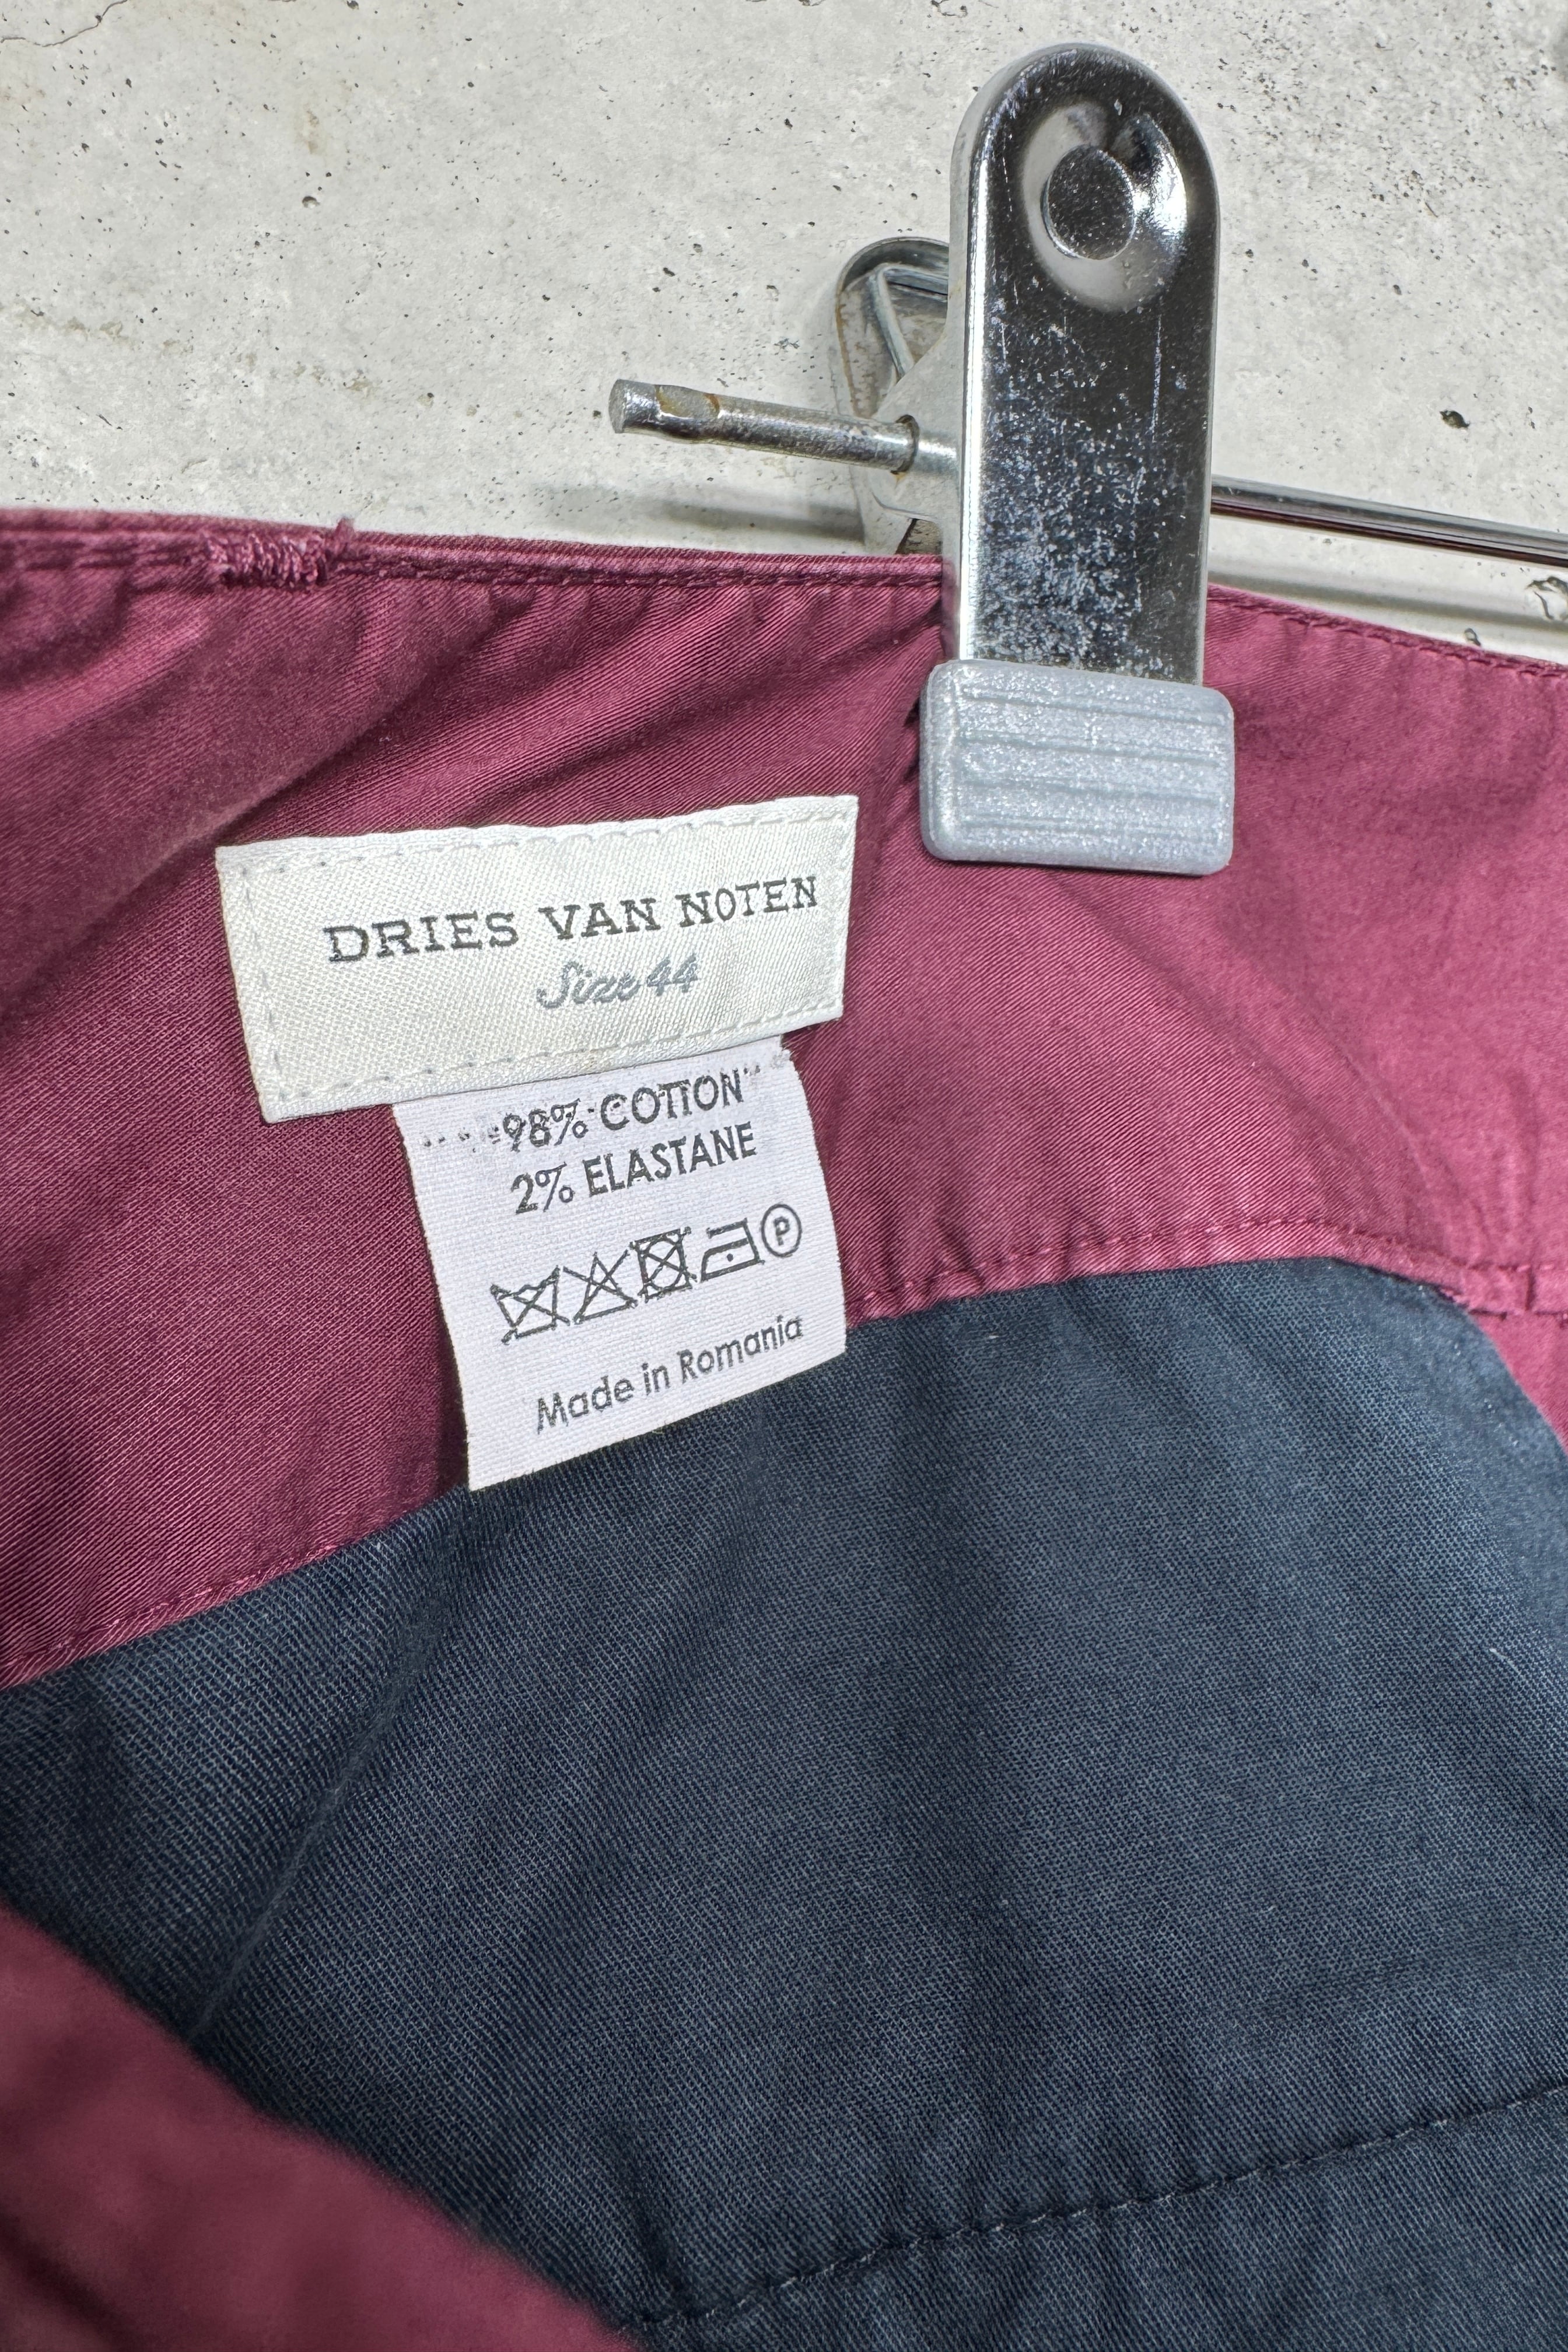 DRIES VAN NOTEN
Size 44
98% COTTON
2% ELASTANE
P
Made in Romania